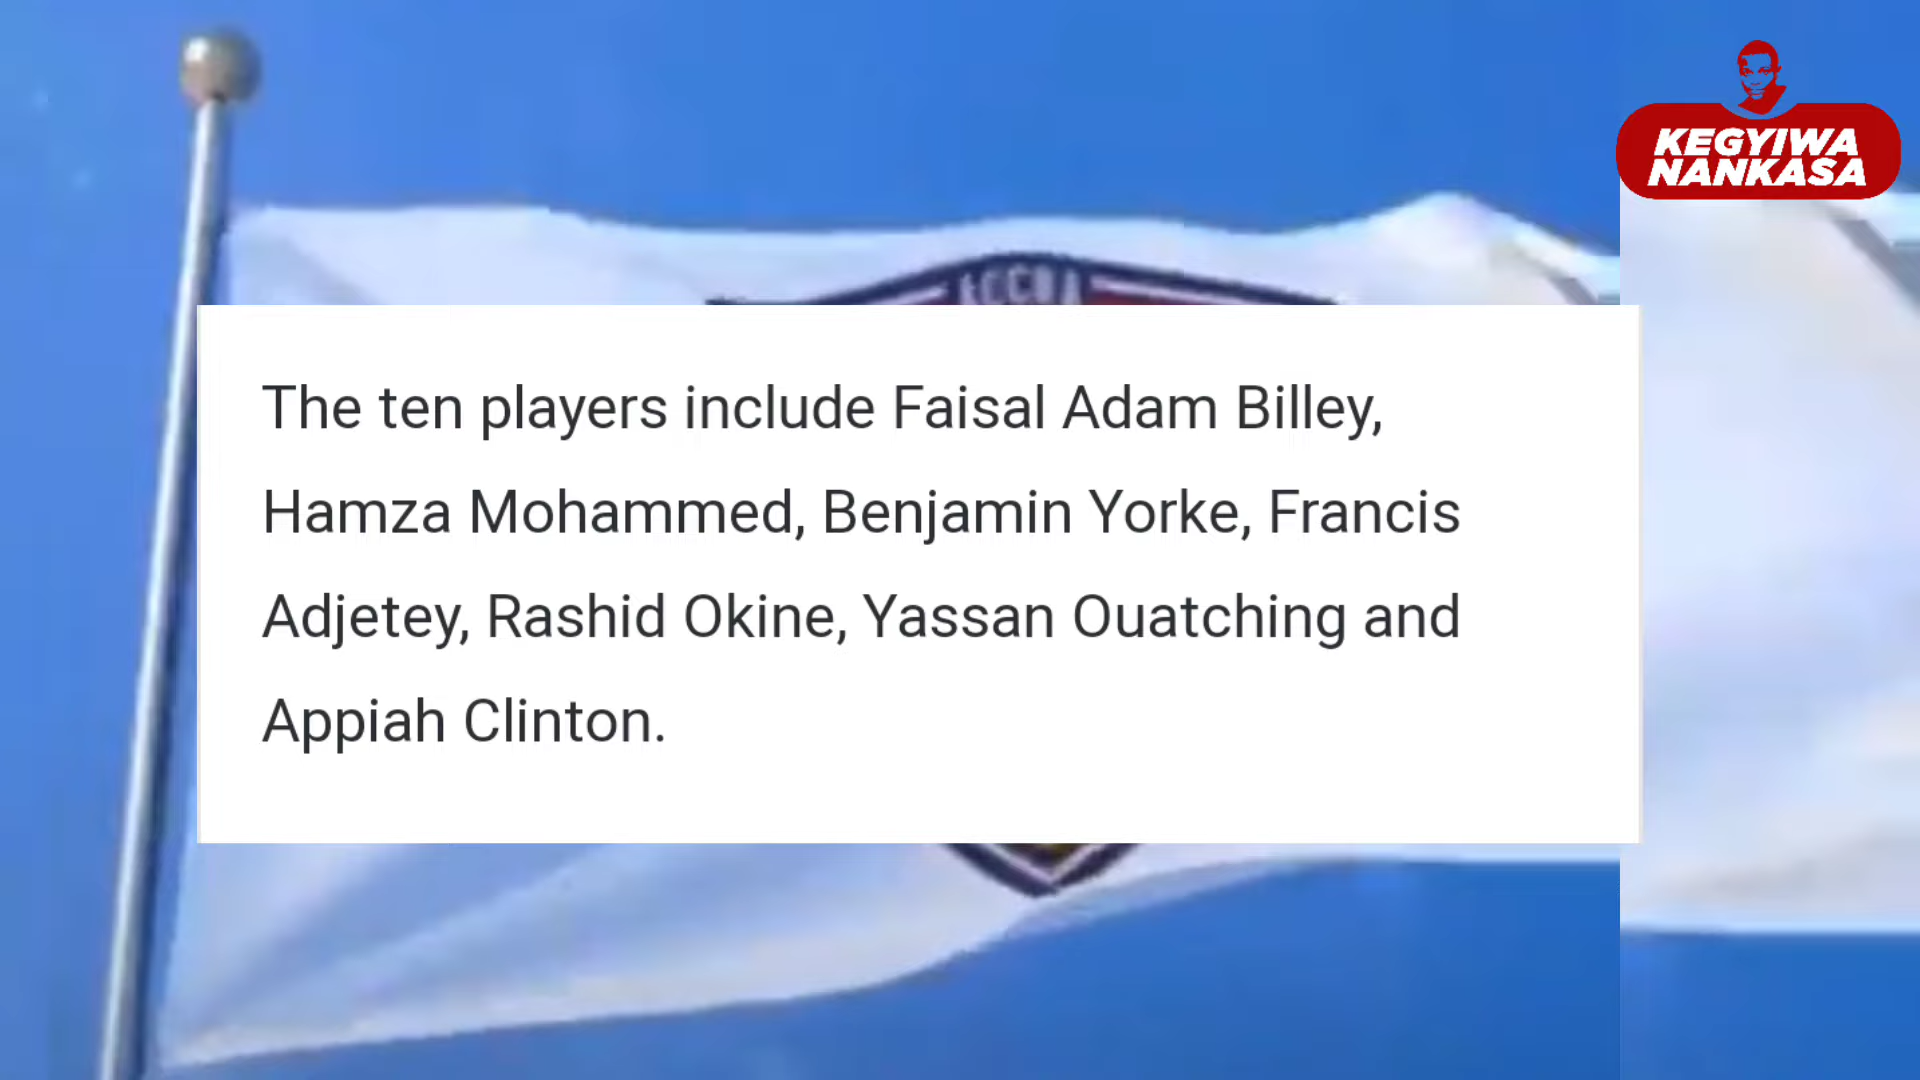 KEGYIWA
NANKASA
ACCRA
The ten players include Faisal Adam Billey,
Hamza Mohammed, Benjamin Yorke, Francis
Adjetey, Rashid Okine, Yassan Ouatching and
Appiah Clinton.